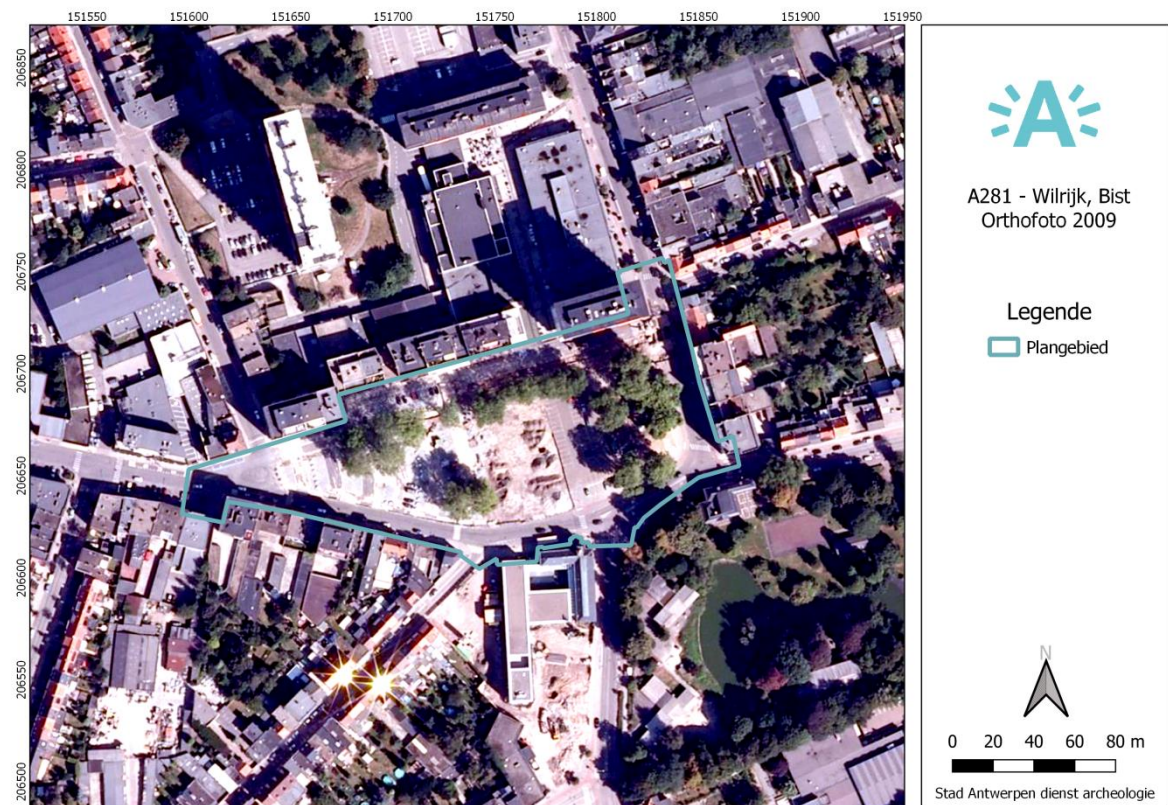 151550 151600 151650 151700 151750 151800 151850 151900 151950
206850
206800
206750
206700
206650
206600
206550
206500
A
A281 - Wilrijk, Bist
Orthofoto 2009
Legende
Plangebied
N
0 20 40 60 80 m
Stad Antwerpen dienst archeologie